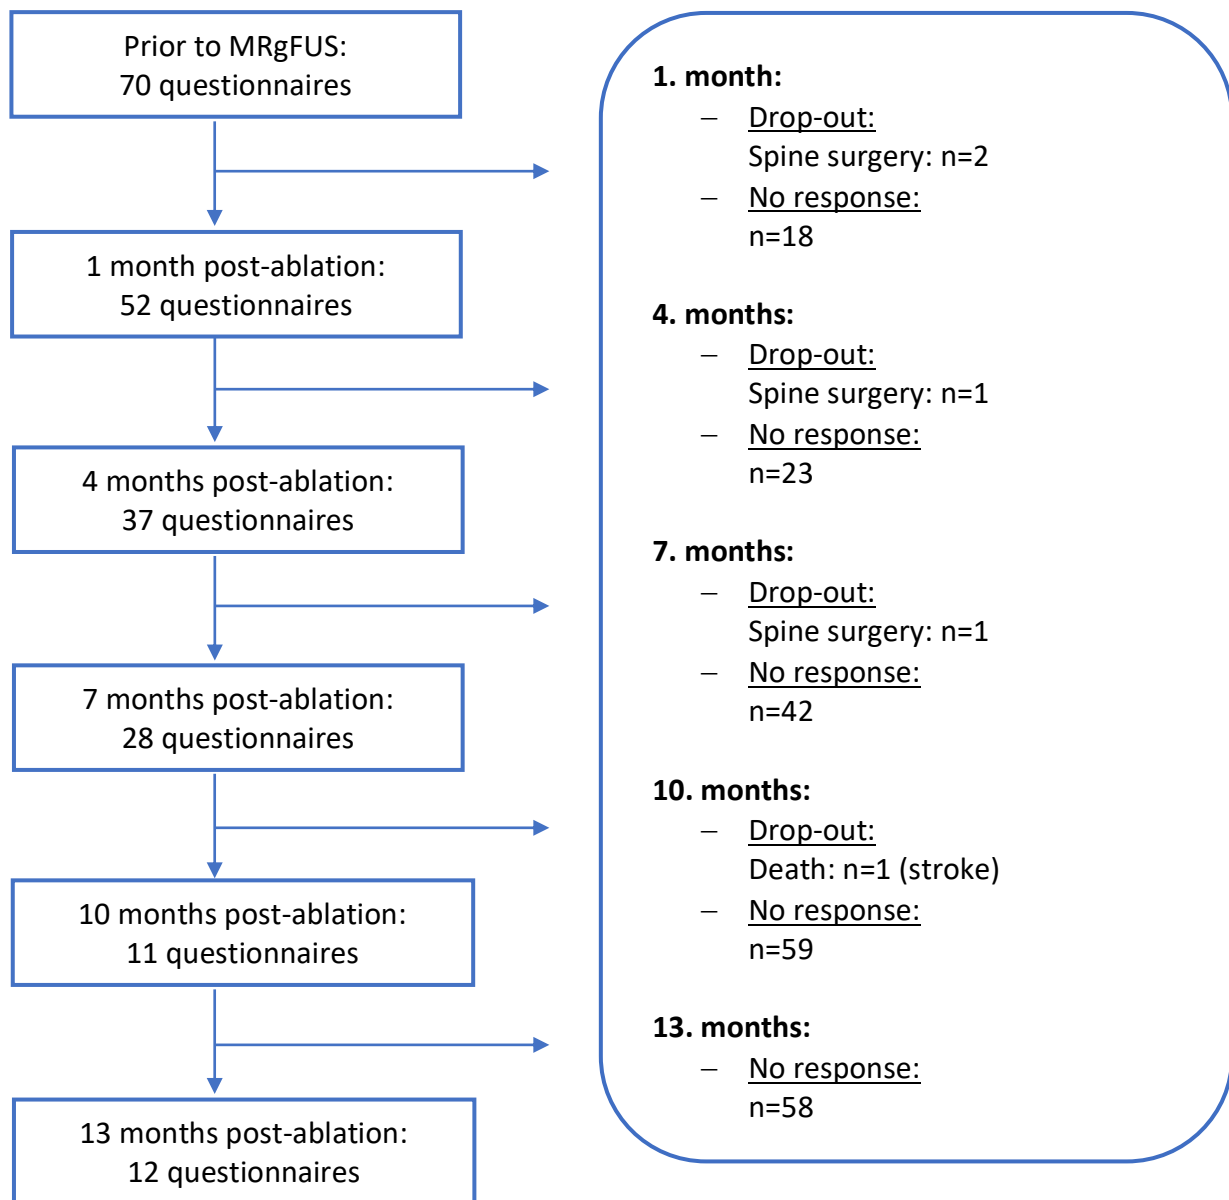 Prior to MRgFUS:
70 questionnaires
1 month post-ablation:
52 questionnaires
4 months post-ablation:
37 questionnaires
7 months post-ablation:
28 questionnaires
10 months post-ablation:
11 questionnaires
13 months post-ablation:
12 questionnaires
1. month:
– Drop-out:
Spine surgery: n=2
– No response:
n=18
4. months:
– Drop-out:
Spine surgery: n=1
– No response:
n=23
7. months:
– Drop-out:
Spine surgery: n=1
– No response:
n=42
10. months:
– Drop-out:
Death: n=1 (stroke)
– No response:
n=59
13. months:
– No response:
n=58